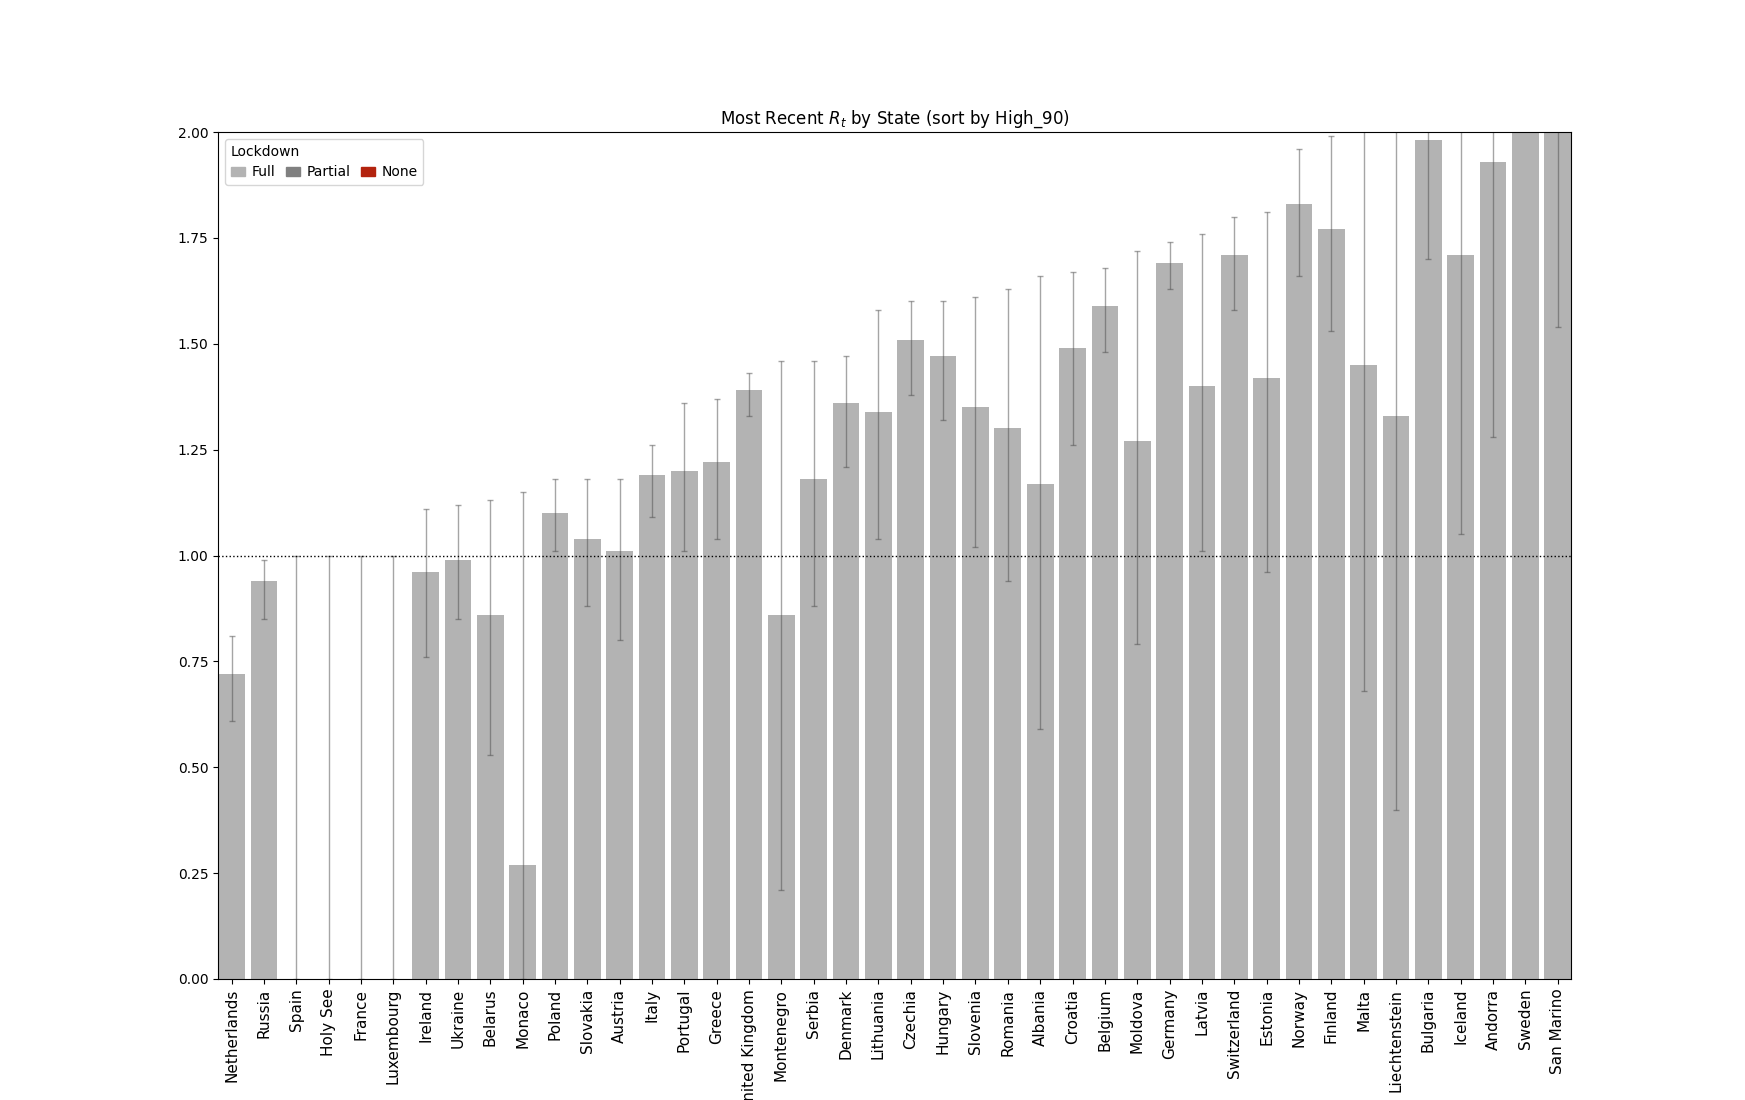 Most Recent R_t by State (sort by High_90)
Lockdown
Full Partial None
2.00
1.75
1.50
1.25
1.00
0.75
0.50
0.25
0.00
Netherlands
Russia
Spain
Holy See
France
Luxembourg
Ireland
Ukraine
Belarus
Monaco
Poland
Slovakia
Austria
Italy
Portugal
Greece
nited Kingdom
Montenegro
Serbia
Denmark
Lithuania
Czechia
Hungary
Slovenia
Romania
Albania
Croatia
Belgium
Moldova
Germany
Latvia
Switzerland
Estonia
Norway
Finland
Malta
Liechtenstein
Bulgaria
Iceland
Andorra
Sweden
San Marino